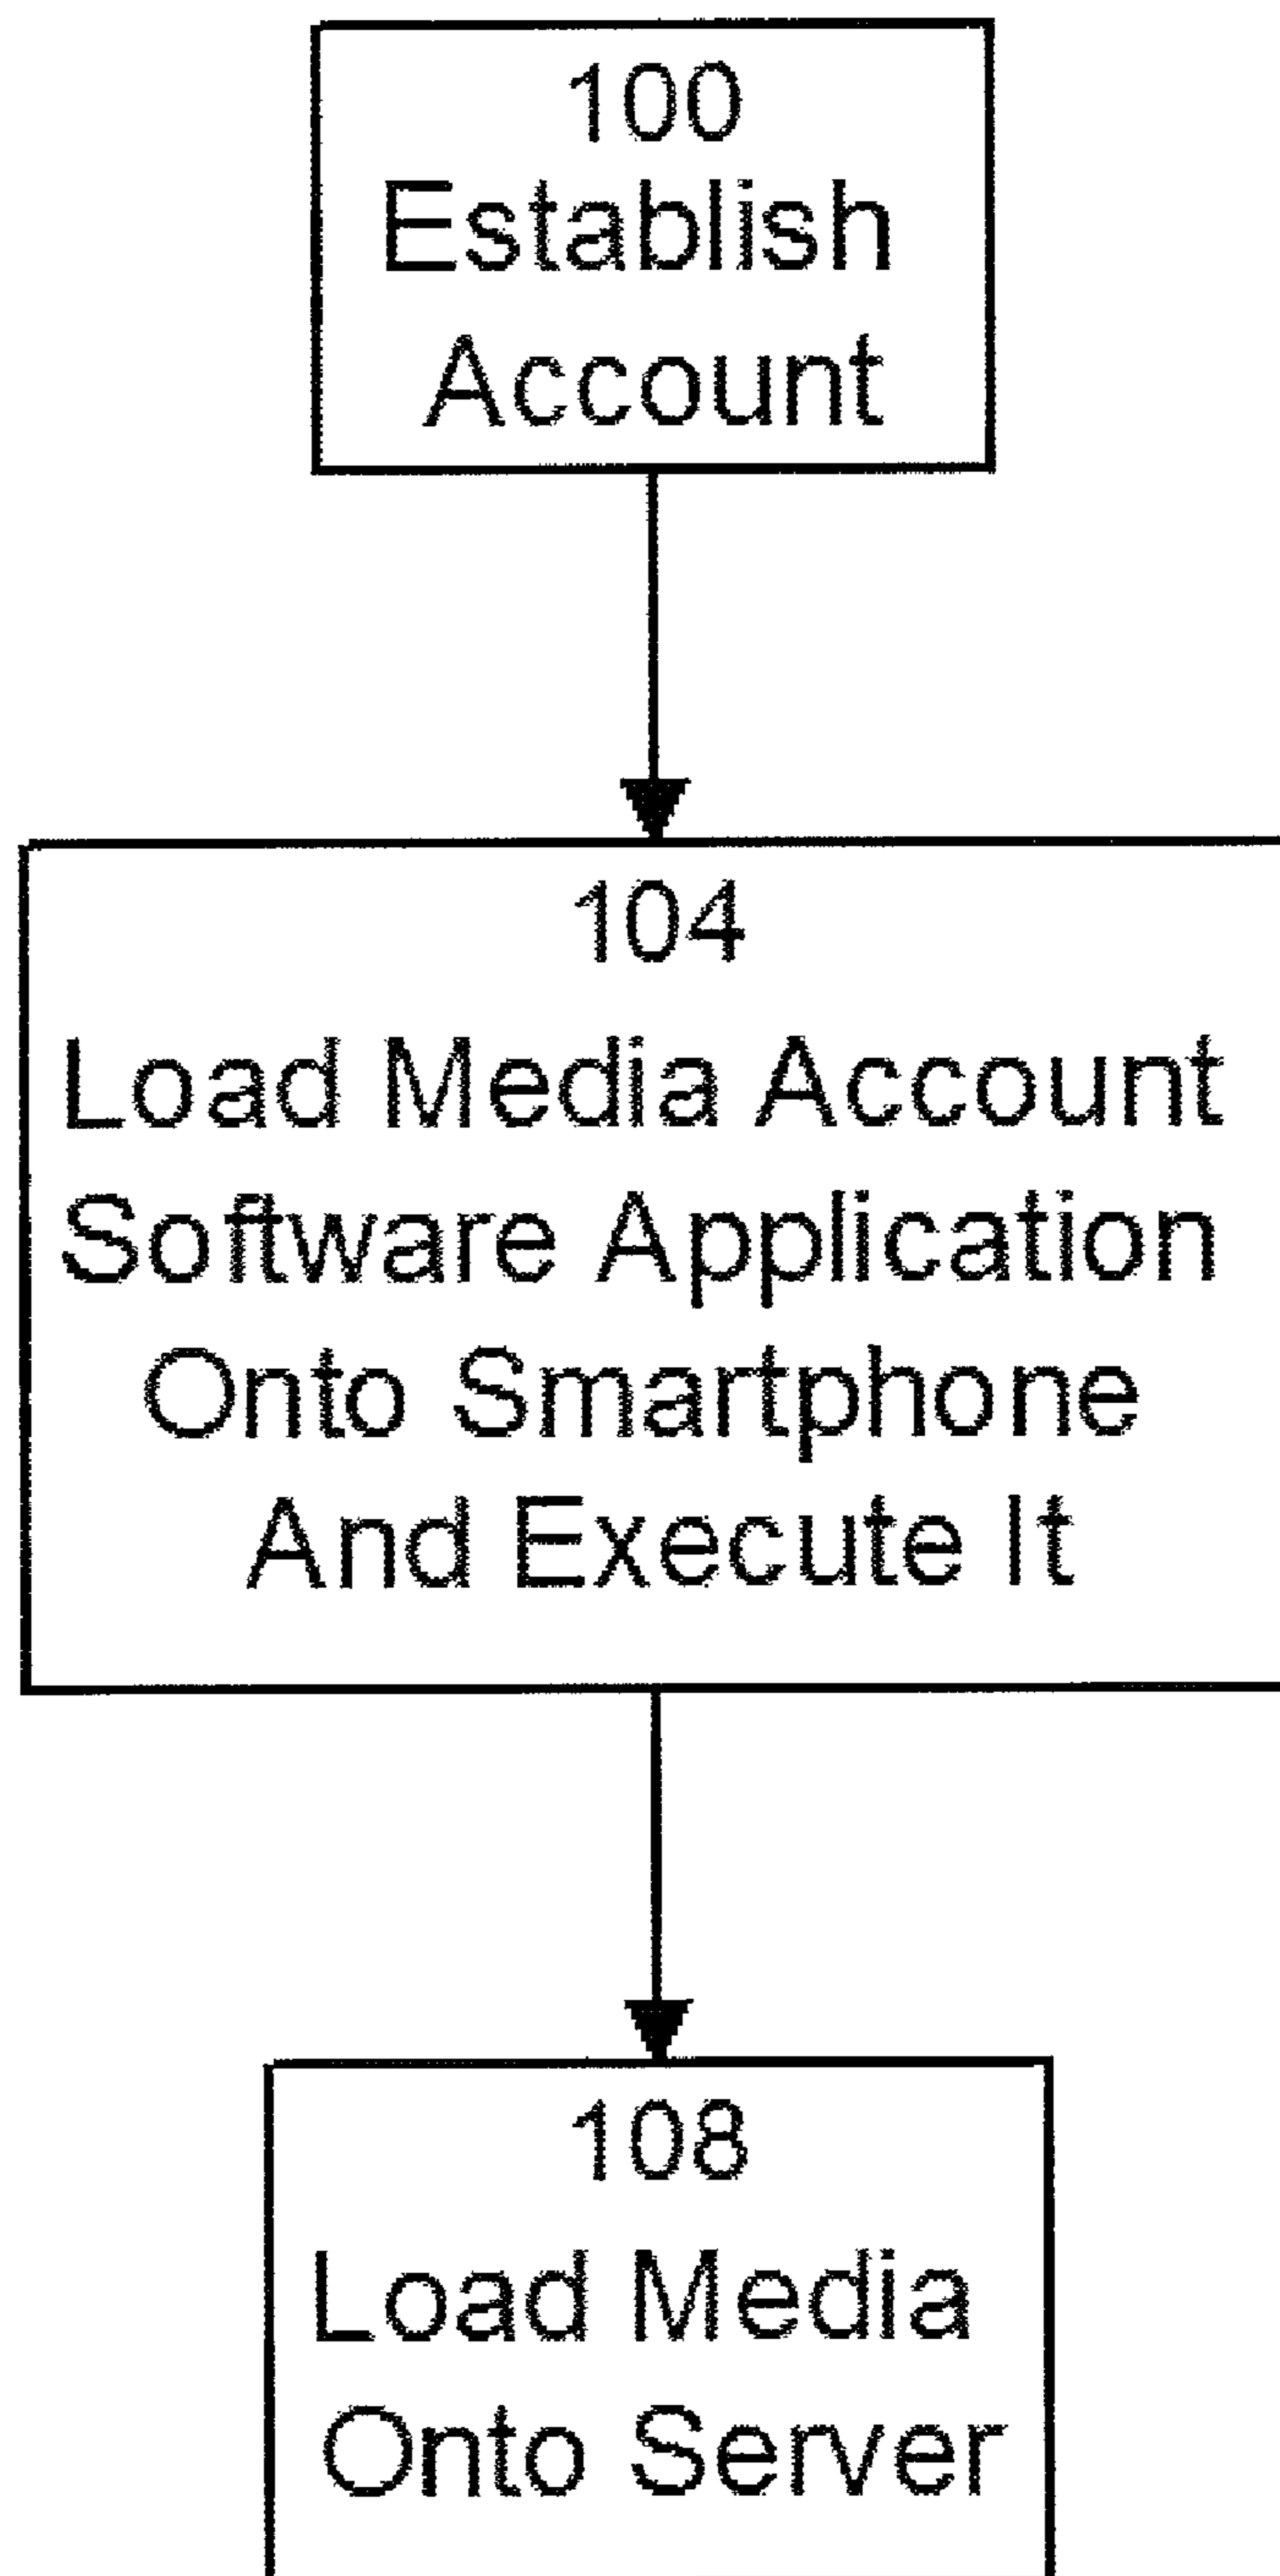 100
Establish
Account
104
Load Media Account
Software Application
Onto Smartphone
And Execute It
108
Load Media
Onto Server